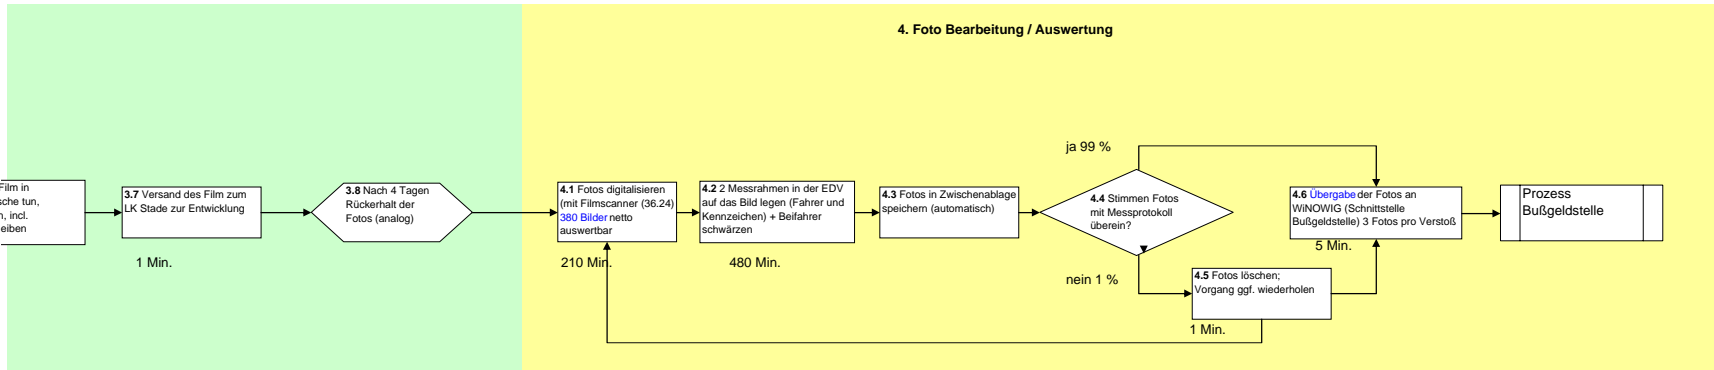 4. Foto Bearbeitung / Auswertung
Film in
sche tun,
n, incl.
eiben
3.7 Versand des Film zum
LK Stade zur Entwicklung
1 Min.
3.8 Nach 4 Tagen
Rückerhalt der
Fotos (analog)
4.1 Fotos digitalisieren
(mit Filmscanner (36.24)
380 Bilder netto
auswertbar
210 Min.
4.2 2 Messrahmen in der EDV
auf das Bild legen (Fahrer und
Kennzeichen) + Beifahrer
schwärzen
480 Min.
4.3 Fotos in Zwischenablage
speichern (automatisch)
4.4 Stimmen Fotos
mit Messprotokoll
überein?
ja 99 %
nein 1 %
4.5 Fotos löschen;
Vorgang ggf. wiederholen
1 Min.
4.6 Übergabe der Fotos an
WiNOWIG (Schnittstelle
Bußgeldstelle) 3 Fotos pro Verstoß
5 Min.
Prozess
Bußgeldstelle